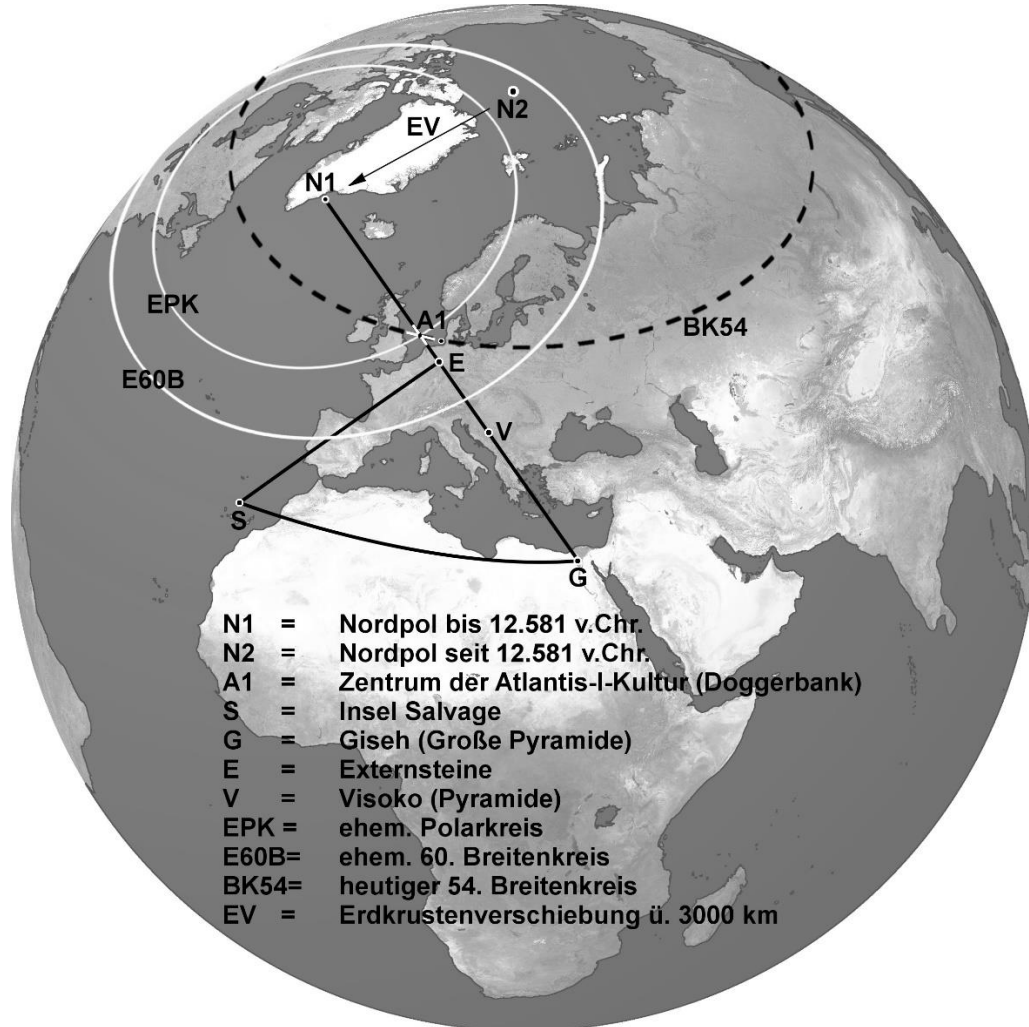 N2
EV
N1
EPK
A1
BK54
E
E60B
V
S
G
N1 = Nordpol bis 12.581 v.Chr.
N2 = Nordpol seit 12.581 v.Chr.
A1 = Zentrum der Atlantis-I-Kultur (Doggerbank)
S = Insel Salvage
G = Giseh (Große Pyramide)
E = Externsteine
V = Visoko (Pyramide)
EPK = ehem. Polarkreis
E60B= ehem. 60. Breitenkreis
BK54= heutiger 54. Breitenkreis
EV = Erdkrustenverschiebung ü. 3000 km